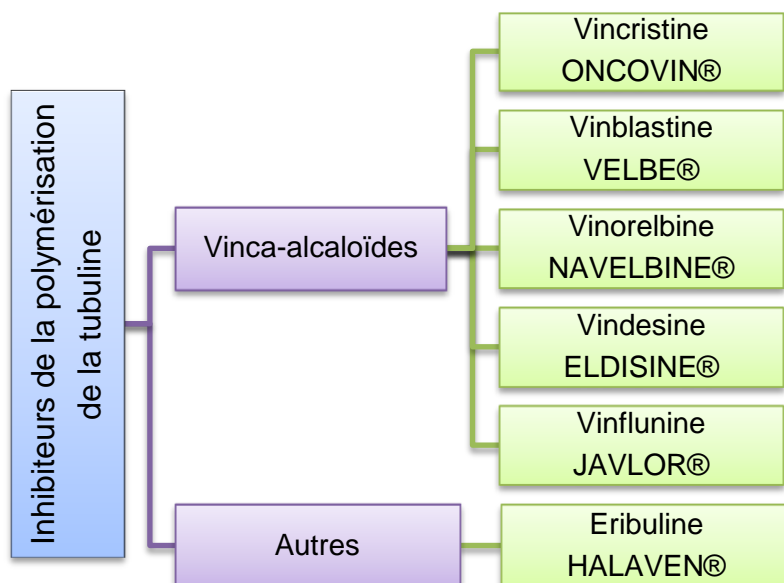 Inhibiteurs de la polymérisation
de la tubuline
Vinca-alcaloïdes
Vincristine
ONCOVIN®
Vinblastine
VELBE®
Vinorelbine
NAVELBINE®
Vindesine
ELDISINE®
Vinflunine
JAVLOR®
Autres
Eribuline
HALAVEN®